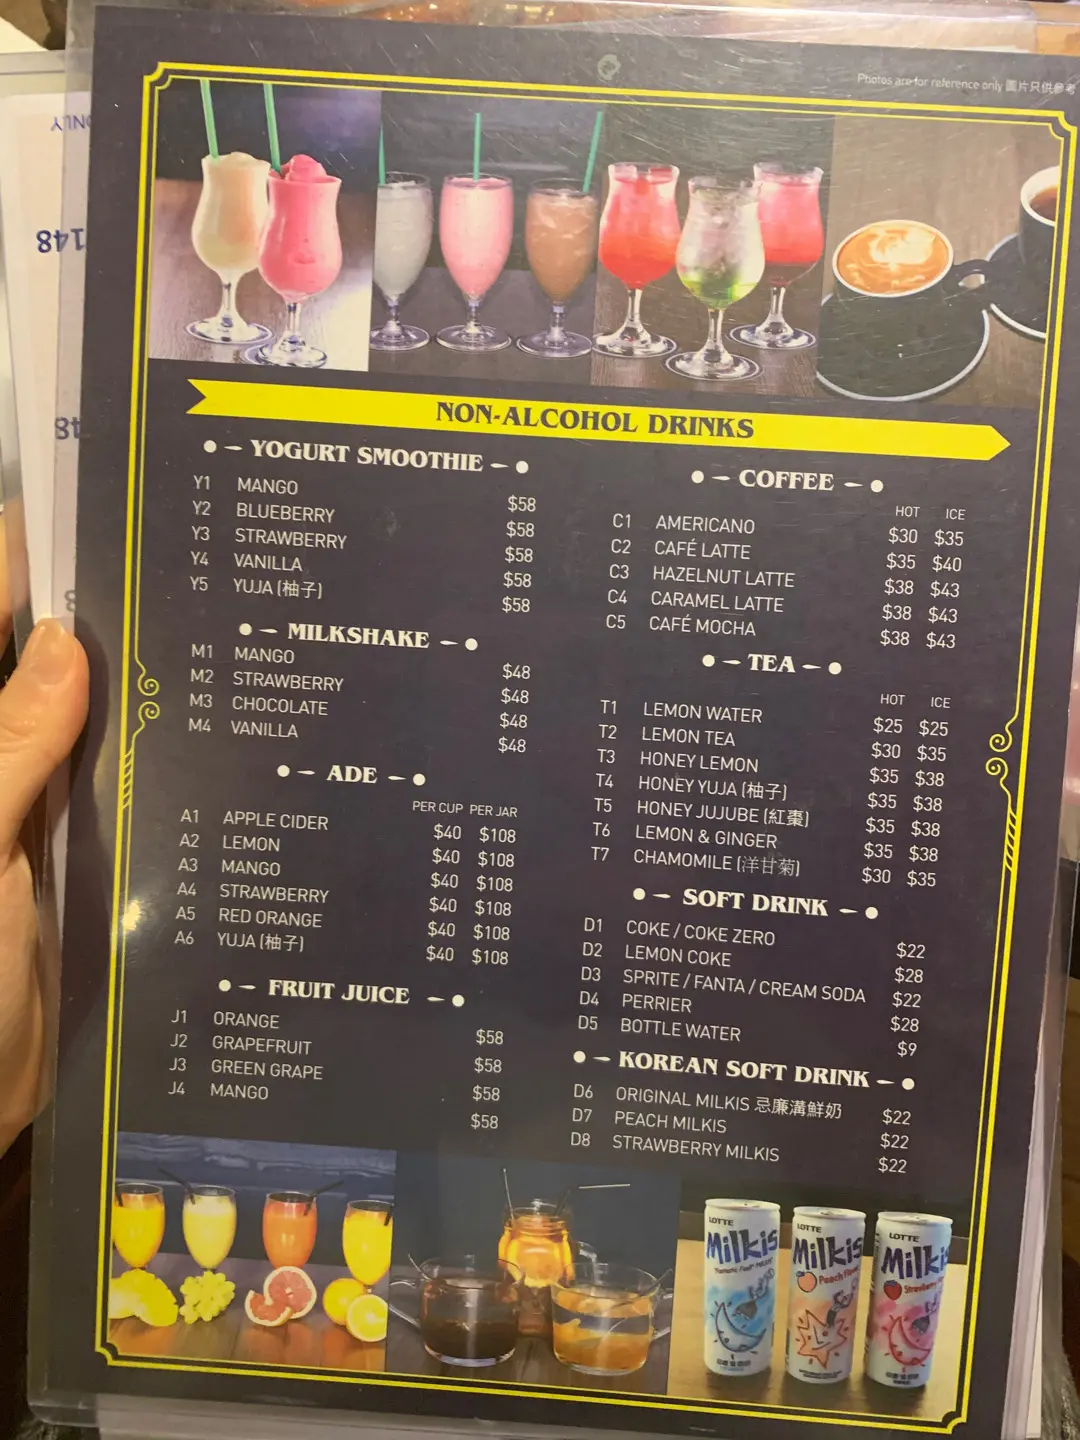 Photos are for reference only 圖片只供參考
ONLY
148
48
8
NON-ALCOHOL DRINKS
YOGURT SMOOTHIE
Y1 MANGO $58
Y2 BLUEBERRY $58
Y3 STRAWBERRY $58
Y4 VANILLA $58
Y5 YUJA (柚子) $58
MILKSHAKE
M1 MANGO $48
M2 STRAWBERRY $48
M3 CHOCOLATE $48
M4 VANILLA $48
ADE
PER CUP PER JAR
A1 APPLE CIDER $40 $108
A2 LEMON $40 $108
A3 MANGO $40 $108
A4 STRAWBERRY $40 $108
A5 RED ORANGE $40 $108
A6 YUJA (柚子) $40 $108
FRUIT JUICE
J1 ORANGE $58
J2 GRAPEFRUIT $58
J3 GREEN GRAPE $58
J4 MANGO $58
COFFEE
HOT ICE
C1 AMERICANO $30 $35
C2 CAFÉ LATTE $35 $40
C3 HAZELNUT LATTE $38 $43
C4 CARAMEL LATTE $38 $43
C5 CAFÉ MOCHA $38 $43
TEA
HOT ICE
T1 LEMON WATER $25 $25
T2 LEMON TEA $30 $35
T3 HONEY LEMON $35 $38
T4 HONEY YUJA (柚子) $35 $38
T5 HONEY JUJUBE (紅棗) $35 $38
T6 LEMON & GINGER $35 $38
T7 CHAMOMILE (洋甘菊) $30 $35
SOFT DRINK
D1 COKE / COKE ZERO $22
D2 LEMON COKE $28
D3 SPRITE / FANTA / CREAM SODA $22
D4 PERRIER $28
D5 BOTTLE WATER $9
KOREAN SOFT DRINK
D6 ORIGINAL MILKIS 忌廉溝鮮奶 $22
D7 PEACH MILKIS $22
D8 STRAWBERRY MILKIS $22
LOTTE
Milkis
LOTTE
Milkis
Peach
LOTTE
Milkis
Strawberry